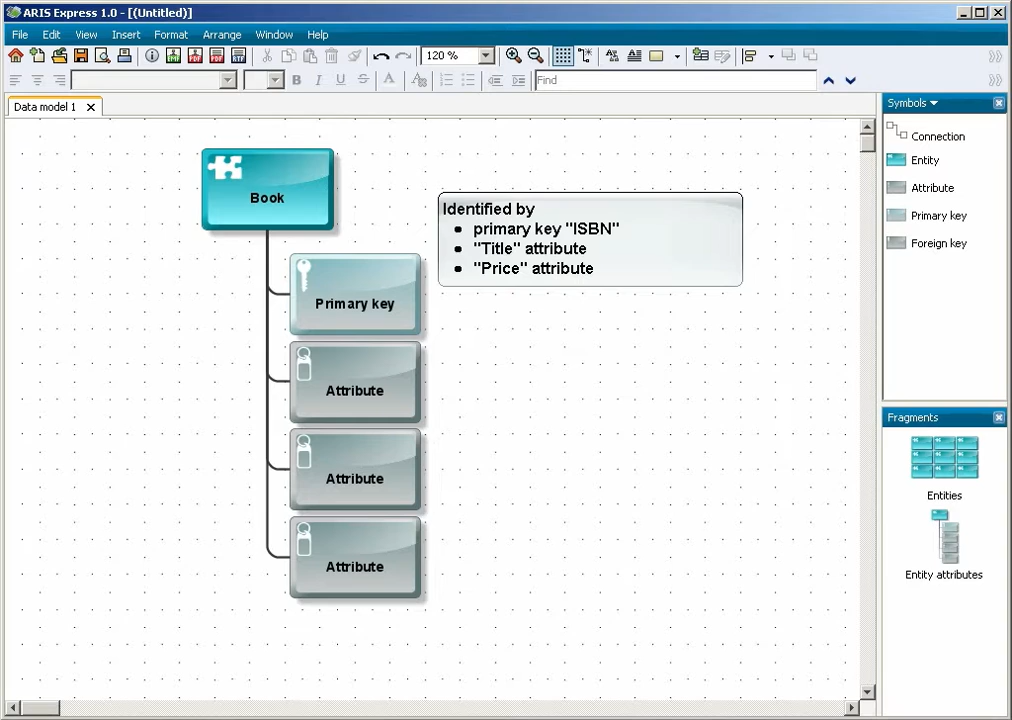 ARIS Express 1.0 - [(Untitled)]
File Edit View Insert Format Arrange Window Help
120 %
Find
Data model 1
Book
Identified by
• primary key "ISBN"
• "Title" attribute
• "Price" attribute
Primary key
Attribute
Attribute
Attribute
Symbols
Connection
Entity
Attribute
Primary key
Foreign key
Fragments
Entities
Entity attributes